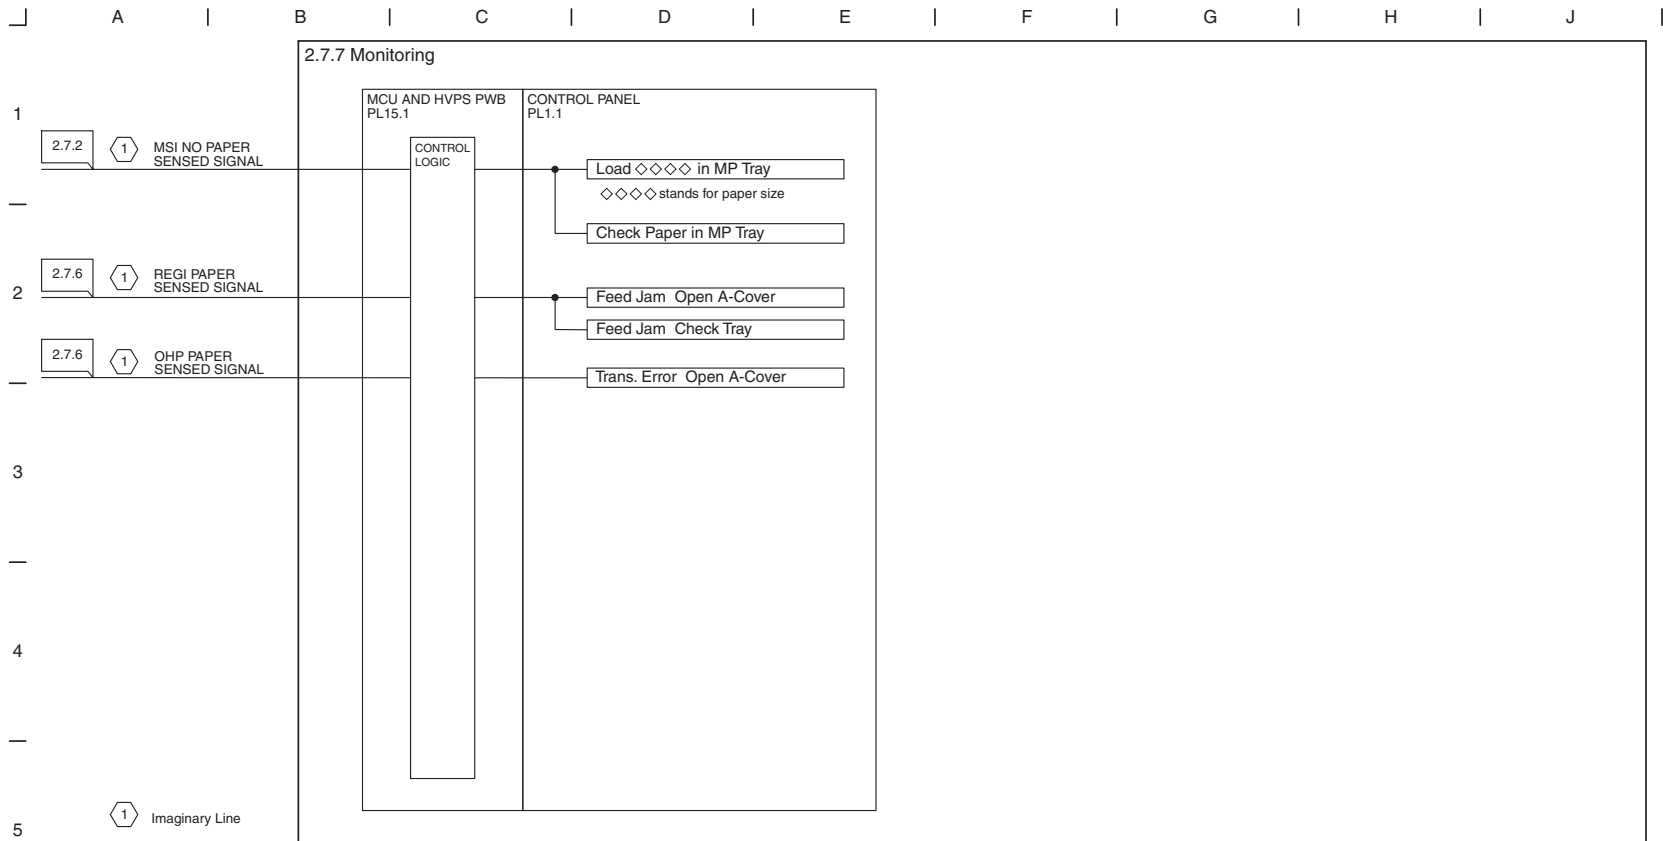 A B C D E F G H J
2.7.7 Monitoring
1
MCU AND HVPS PWB
PL15.1
CONTROL PANEL
PL1.1
CONTROL
LOGIC
2.7.2
1
MSI NO PAPER
SENSED SIGNAL
Load ◇◇◇◇ in MP Tray
◇◇◇◇ stands for paper size
Check Paper in MP Tray
2
2.7.6
1
REGI PAPER
SENSED SIGNAL
Feed Jam Open A-Cover
Feed Jam Check Tray
2.7.6
1
OHP PAPER
SENSED SIGNAL
Trans. Error Open A-Cover
3
4
1 Imaginary Line
5